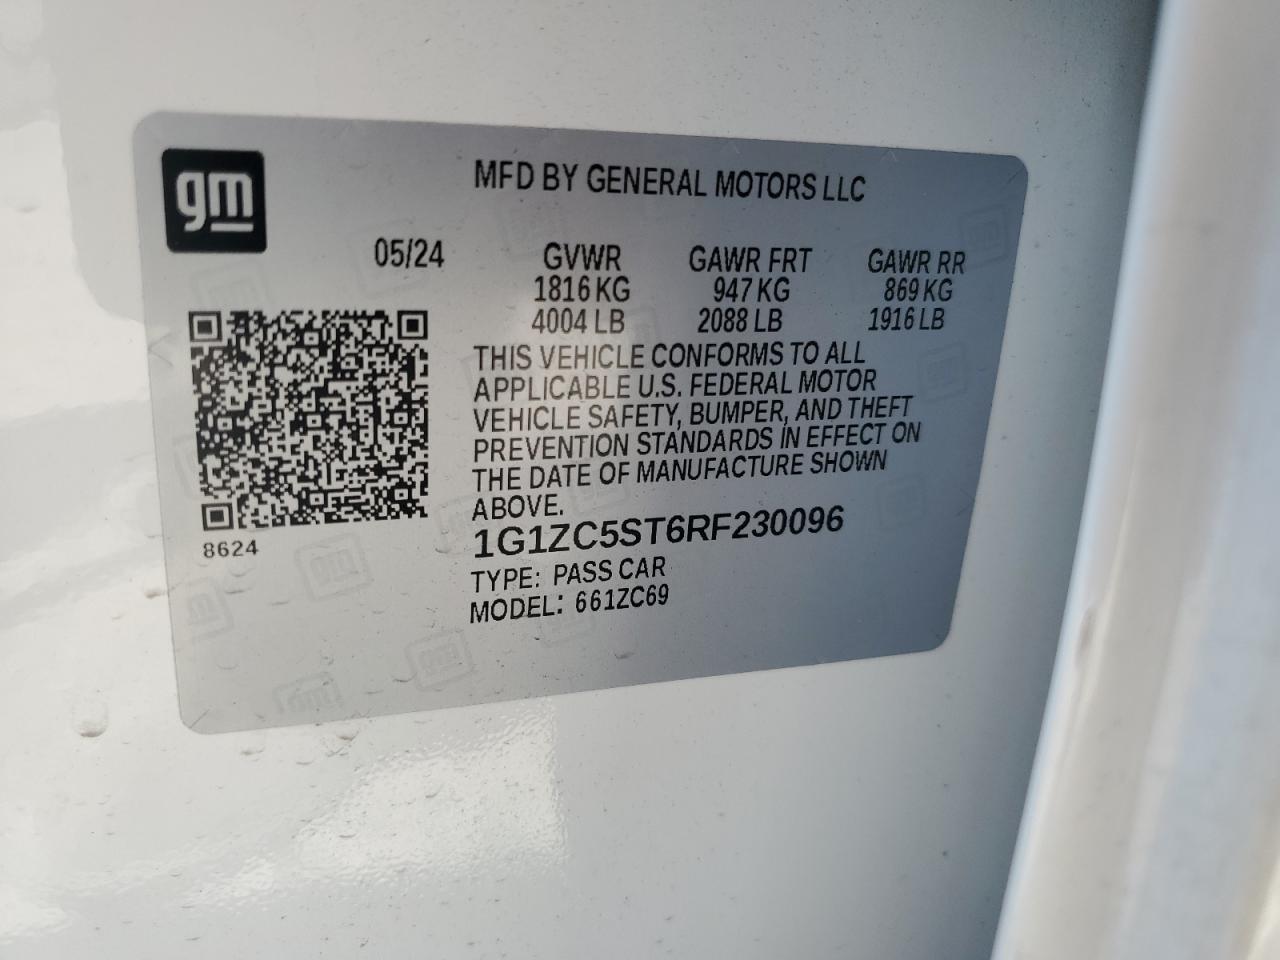 gm
MFD BY GENERAL MOTORS LLC
05/24 GVWR GAWR FRT GAWR RR
1816 KG 947 KG 869 KG
4004 LB 2088 LB 1916 LB
THIS VEHICLE CONFORMS TO ALL
APPLICABLE U.S. FEDERAL MOTOR
VEHICLE SAFETY, BUMPER, AND THEFT
PREVENTION STANDARDS IN EFFECT ON
THE DATE OF MANUFACTURE SHOWN
ABOVE.
1G1ZC5ST6RF230096
8624
TYPE: PASS CAR
MODEL: 661ZC69